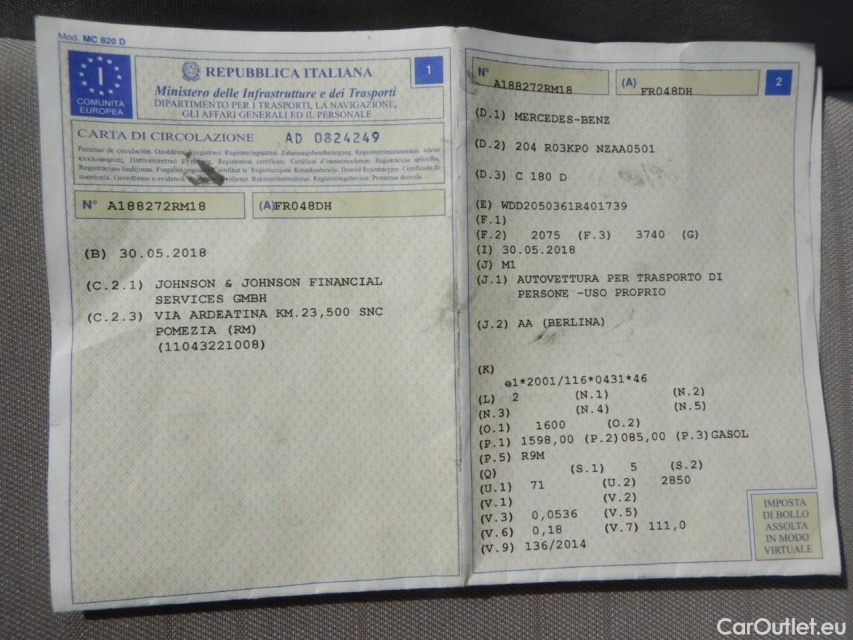 Mod. MC 820 D
I
COMUNITÀ
EUROPEA
REPUBBLICA ITALIANA
Ministero delle Infrastrutture e dei Trasporti
DIPARTIMENTO PER I TRASPORTI, LA NAVIGAZIONE,
GLI AFFARI GENERALI ED IL PERSONALE
1
CARTA DI CIRCOLAZIONE AD 0824249
N° A188272RM18 (A)FR048DH
(B) 30.05.2018
(C.2.1) JOHNSON & JOHNSON FINANCIAL
SERVICES GMBH
(C.2.3) VIA ARDEATINA KM.23,500 SNC
POMEZIA (RM)
(11043221008)
N° A188272RM18 (A) FR048DH
2
(D.1) MERCEDES-BENZ
(D.2) 204 R03KP0 NZAA0501
(D.3) C 180 D
(E) WDD2050361R401739
(F.1)
(F.2) 2075 (F.3) 3740 (G)
(I) 30.05.2018
(J) M1
(J.1) AUTOVETTURA PER TRASPORTO DI
PERSONE -USO PROPRIO
(J.2) AA (BERLINA)
(K)
e1*2001/116*0431*46
(L) 2 (N.1) (N.2)
(N.3) (N.4) (N.5)
(O.1) 1600 (O.2)
(P.1) 1598,00 (P.2)085,00 (P.3)GASOL
(P.5) R9M
(Q) (S.1) 5 (S.2)
(U.1) 71 (U.2) 2850
(V.1) (V.2)
(V.3) 0,0536 (V.5)
(V.6) 0,18 (V.7) 111,0
(V.9) 136/2014
IMPOSTA
DI BOLLO
ASSOLTA
IN MODO
VIRTUALE
CarOutlet.eu